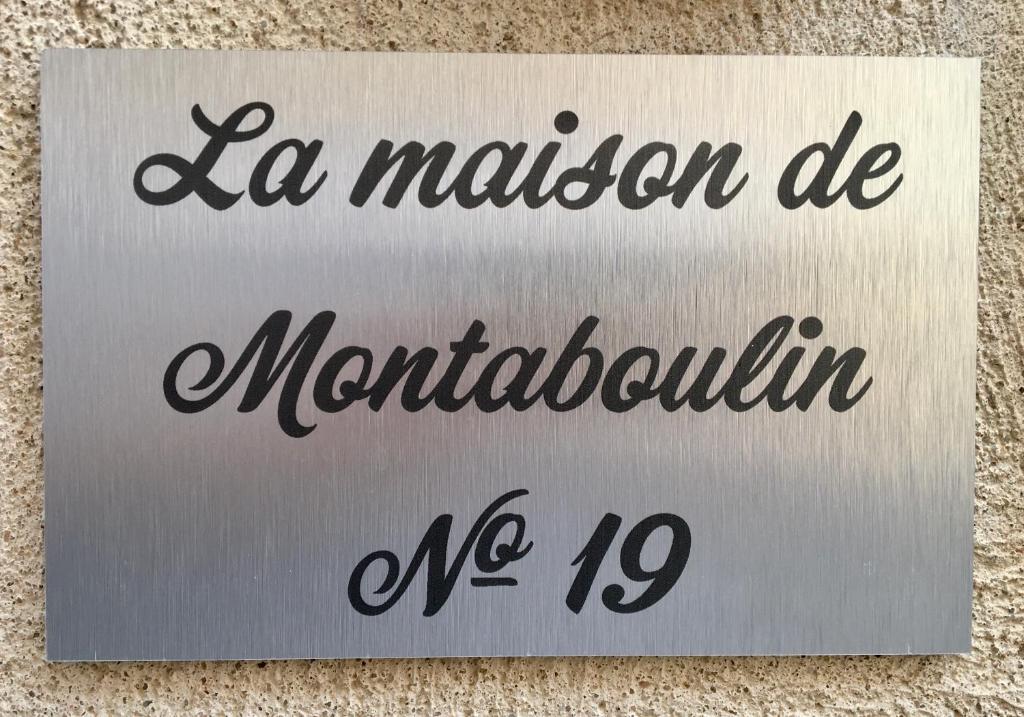 La maison de
Montaboulin
Nº 19